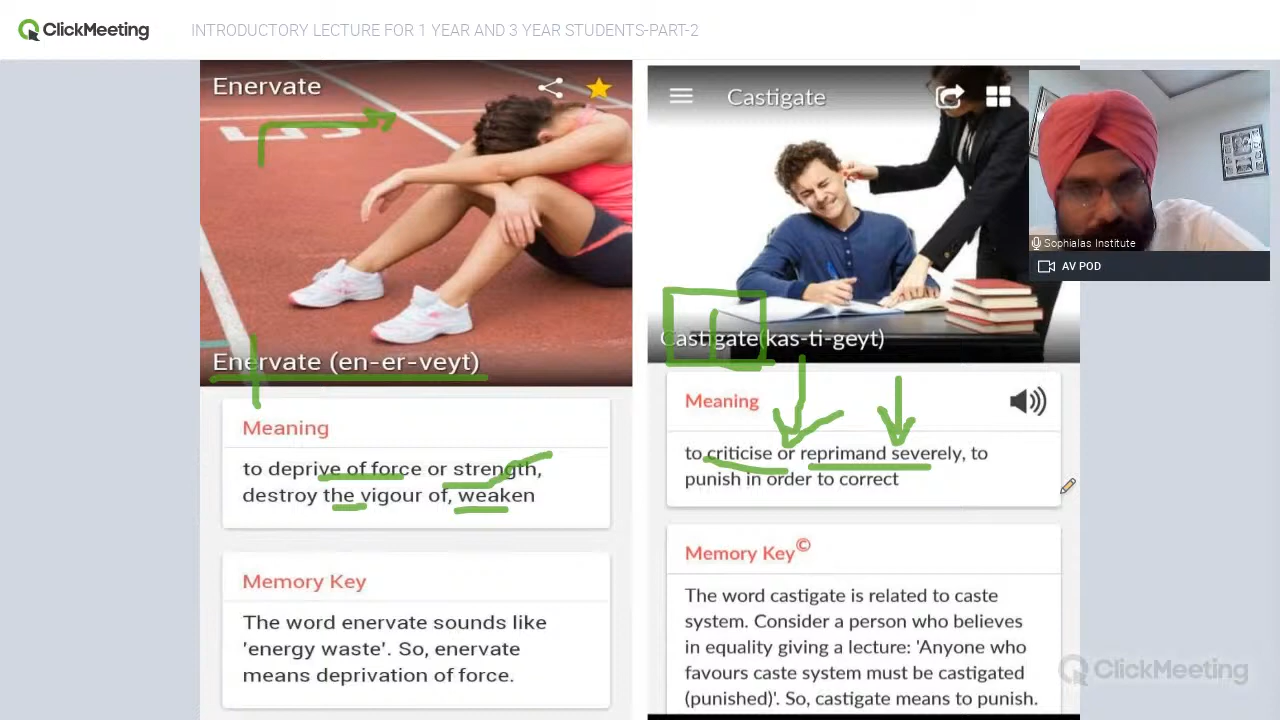 ClickMeeting
INTRODUCTORY LECTURE FOR 1 YEAR AND 3 YEAR STUDENTS-PART-2
Enervate
Enervate (en-er-veyt)
Meaning
to deprive of force or strength,
destroy the vigour of, weaken
Memory Key
The word enervate sounds like
'energy waste'. So, enervate
means deprivation of force.
Castigate
Castigate(kas-ti-geyt)
Meaning
to criticise or reprimand severely, to
punish in order to correct
Memory Key©
The word castigate is related to caste
system. Consider a person who believes
in equality giving a lecture: 'Anyone who
favours caste system must be castigated
(punished)'. So, castigate means to punish.
Sophialas Institute
AV POD
ClickMeeting